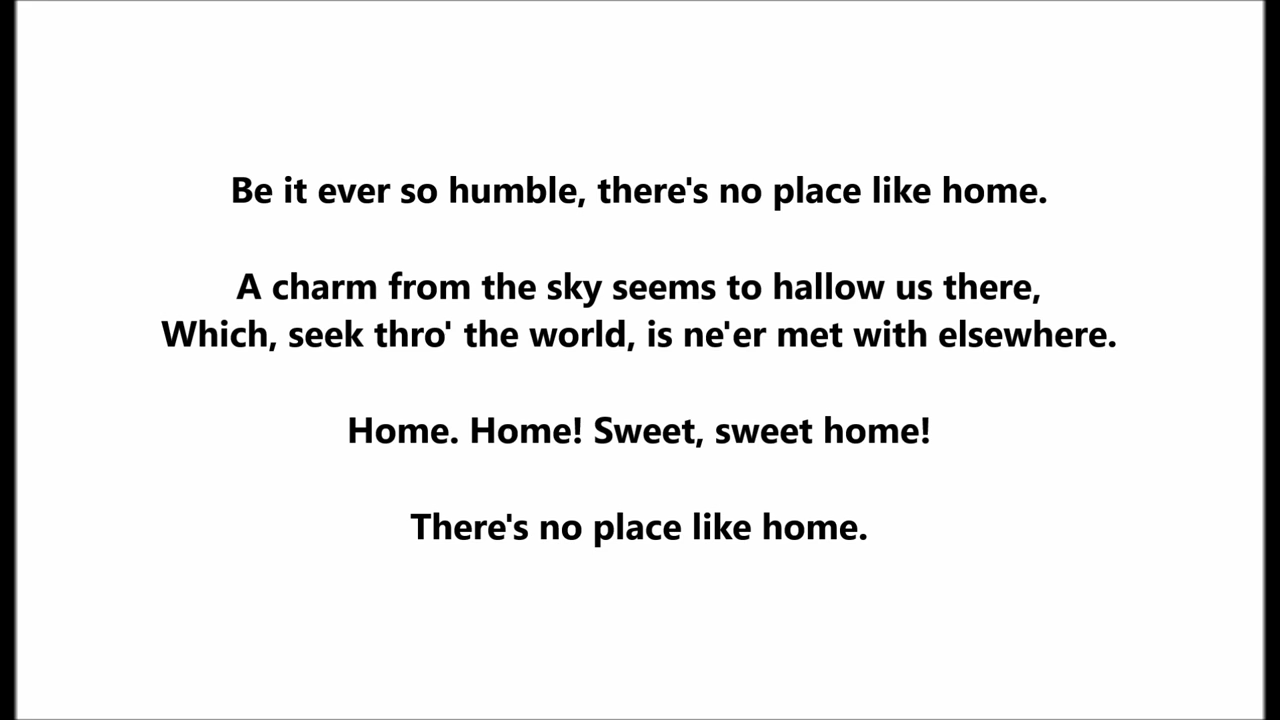 Be it ever so humble, there's no place like home.
A charm from the sky seems to hallow us there,
Which, seek thro' the world, is ne'er met with elsewhere.
Home. Home! Sweet, sweet home!
There's no place like home.